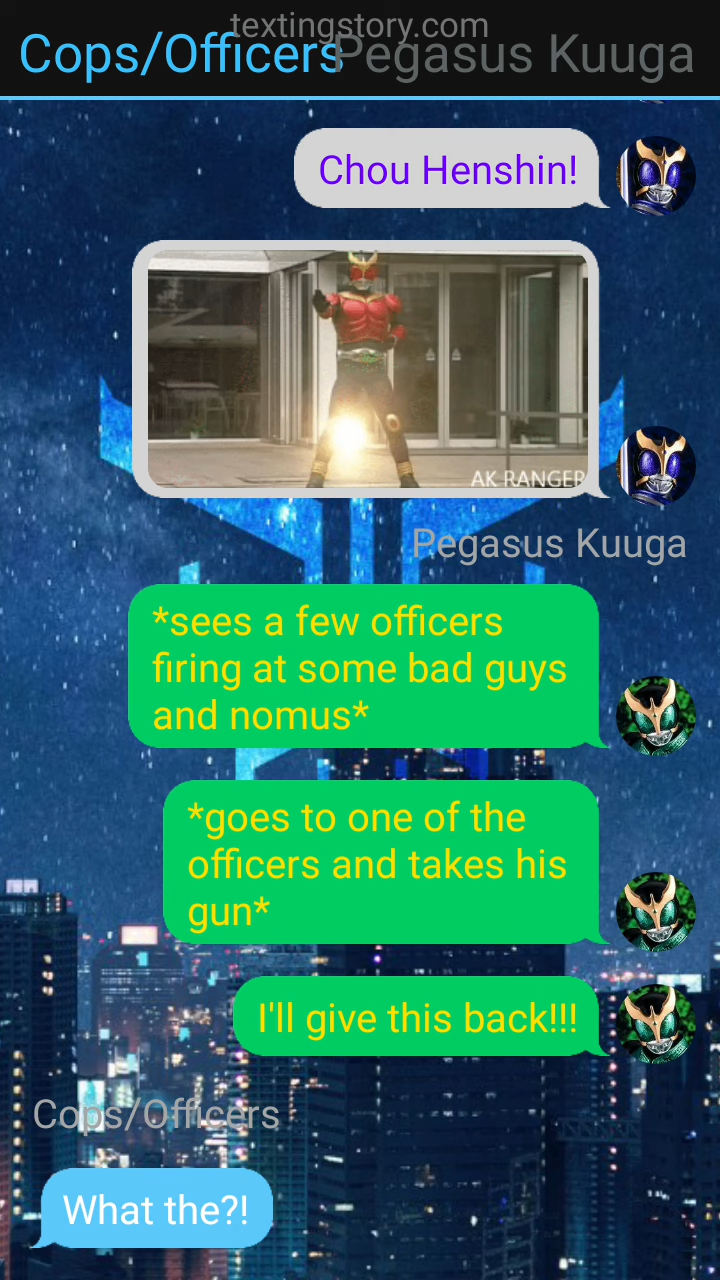 textingstory.com
Cops/Officers Pegasus Kuuga
Chou Henshin!
AK RANGER
Pegasus Kuuga
*sees a few officers
firing at some bad guys
and nomus*
*goes to one of the
officers and takes his
gun*
I'll give this back!!!
Cops/Officers
What the?!